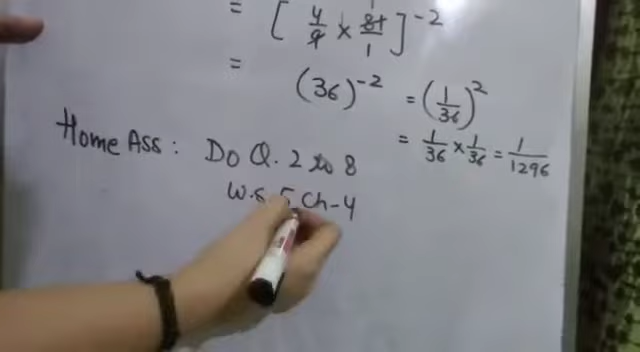 = [ 4/9 × 81/1 ]^-2
= (36)^-2 = (1/36)^2
= 1/36 × 1/36 = 1/1296
Home Ass : Do Q. 2 to 8
W.S. 5 Ch-4